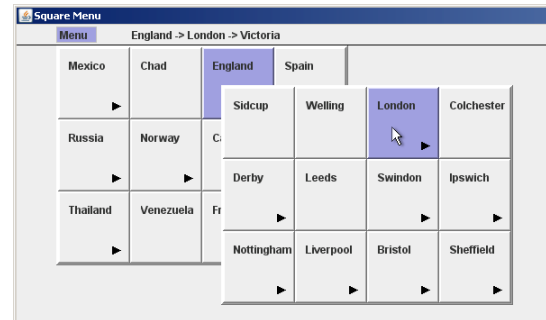 Square Menu
Menu England -> London -> Victoria
Mexico Chad England Spain
Sidcup Welling London Colchester
Russia Norway
Derby Leeds Swindon Ipswich
Thailand Venezuela
Nottingham Liverpool Bristol Sheffield